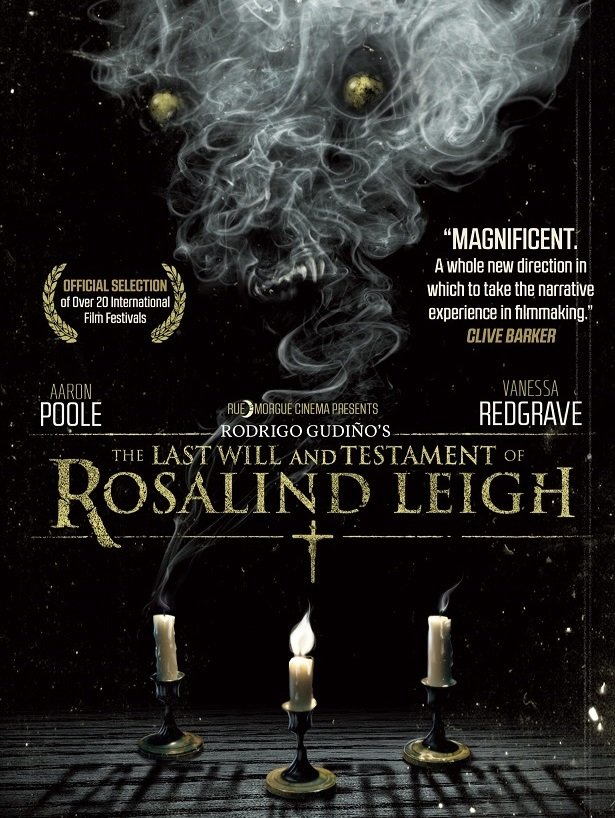 OFFICIAL SELECTION
of Over 20 International
Film Festivals
"MAGNIFICENT.
A whole new direction in
which to take the narrative
experience in filmmaking."
CLIVE BARKER
AARON
POOLE
VANESSA
REDGRAVE
RUE MORGUE CINEMA PRESENTS
RODRIGO GUDIÑO'S
THE LAST WILL AND TESTAMENT OF
ROSALIND LEIGH